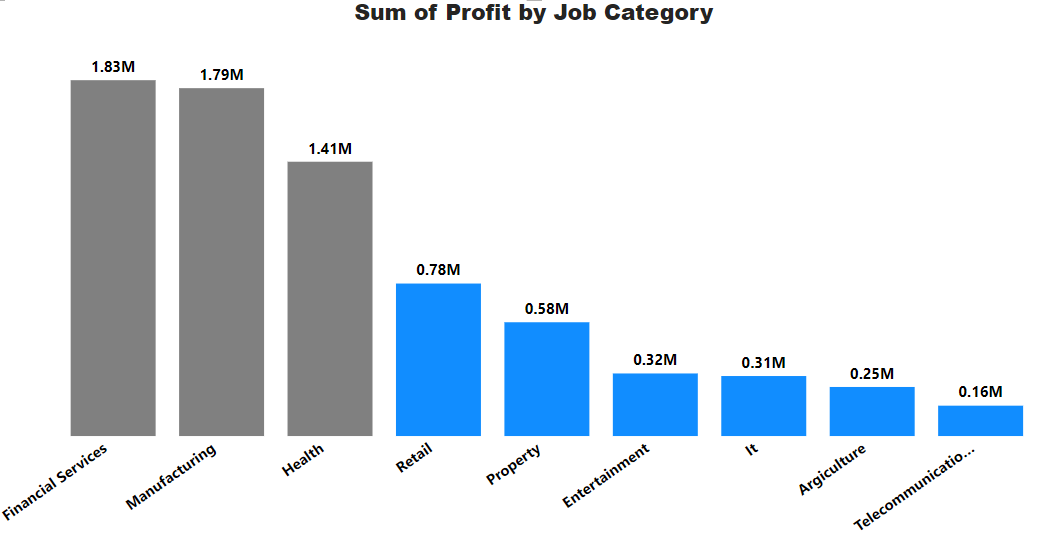 Sum of Profit by Job Category
1.83M
1.79M
1.41M
0.78M
0.58M
0.32M
0.31M
0.25M
0.16M
Financial Services
Manufacturing
Health
Retail
Property
Entertainment
It
Argiculture
Telecommunicatio...